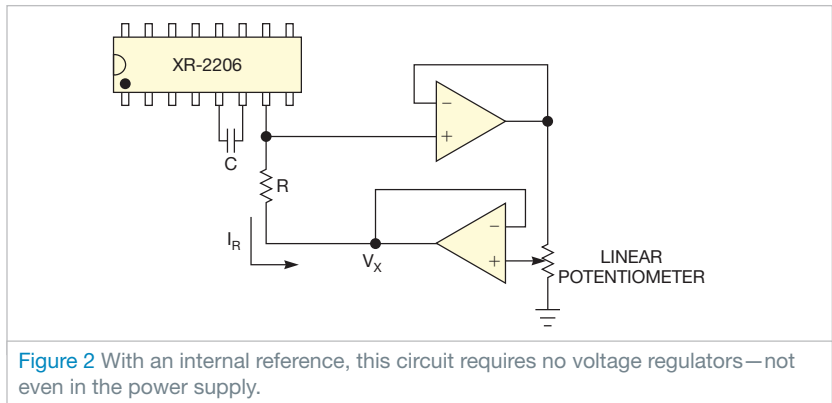 XR-2206
C
R
I_R
V_X
−
+
−
+
LINEAR
POTENTIOMETER
Figure 2 With an internal reference, this circuit requires no voltage regulators—not
even in the power supply.